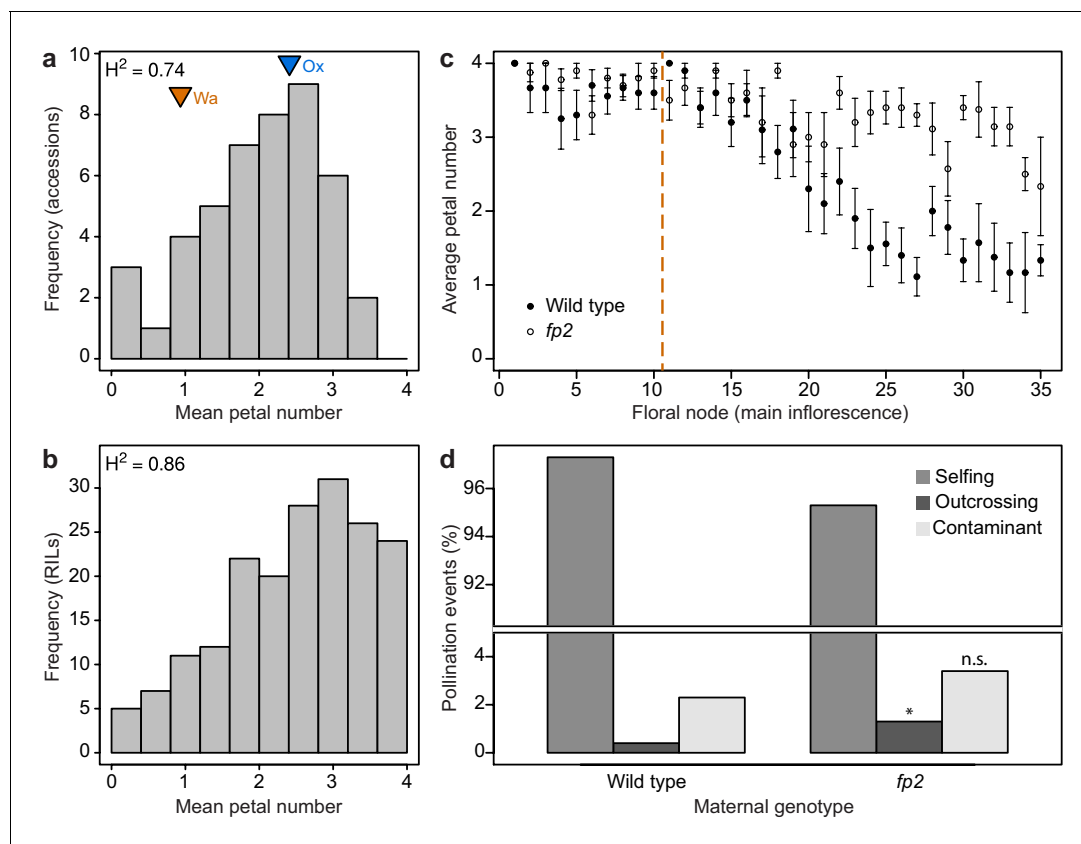 a
H² = 0.74
Wa
Ox
Frequency (accessions)
0
2
4
6
8
10
0
1
2
3
4
Mean petal number
c
Average petal number
0
1
2
3
4
Wild type
fp2
0
5
10
15
20
25
30
35
Floral node (main inflorescence)
b
H² = 0.86
Frequency (RILs)
0
5
10
15
20
25
30
0
1
2
3
4
Mean petal number
d
Pollination events (%)
96
94
92
4
2
0
Selfing
Outcrossing
Contaminant
*
n.s.
Wild type
fp2
Maternal genotype